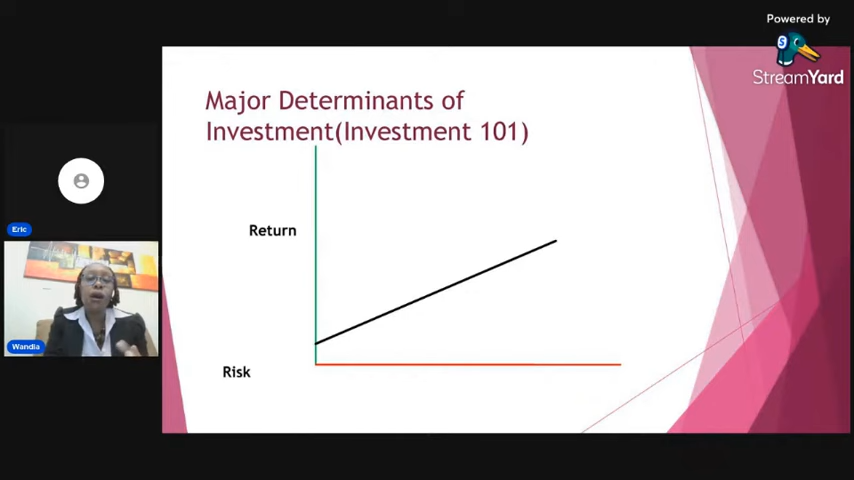 Powered by
S
StreamYard
Major Determinants of
Investment(Investment 101)
Return
Risk
Eric
Wandia